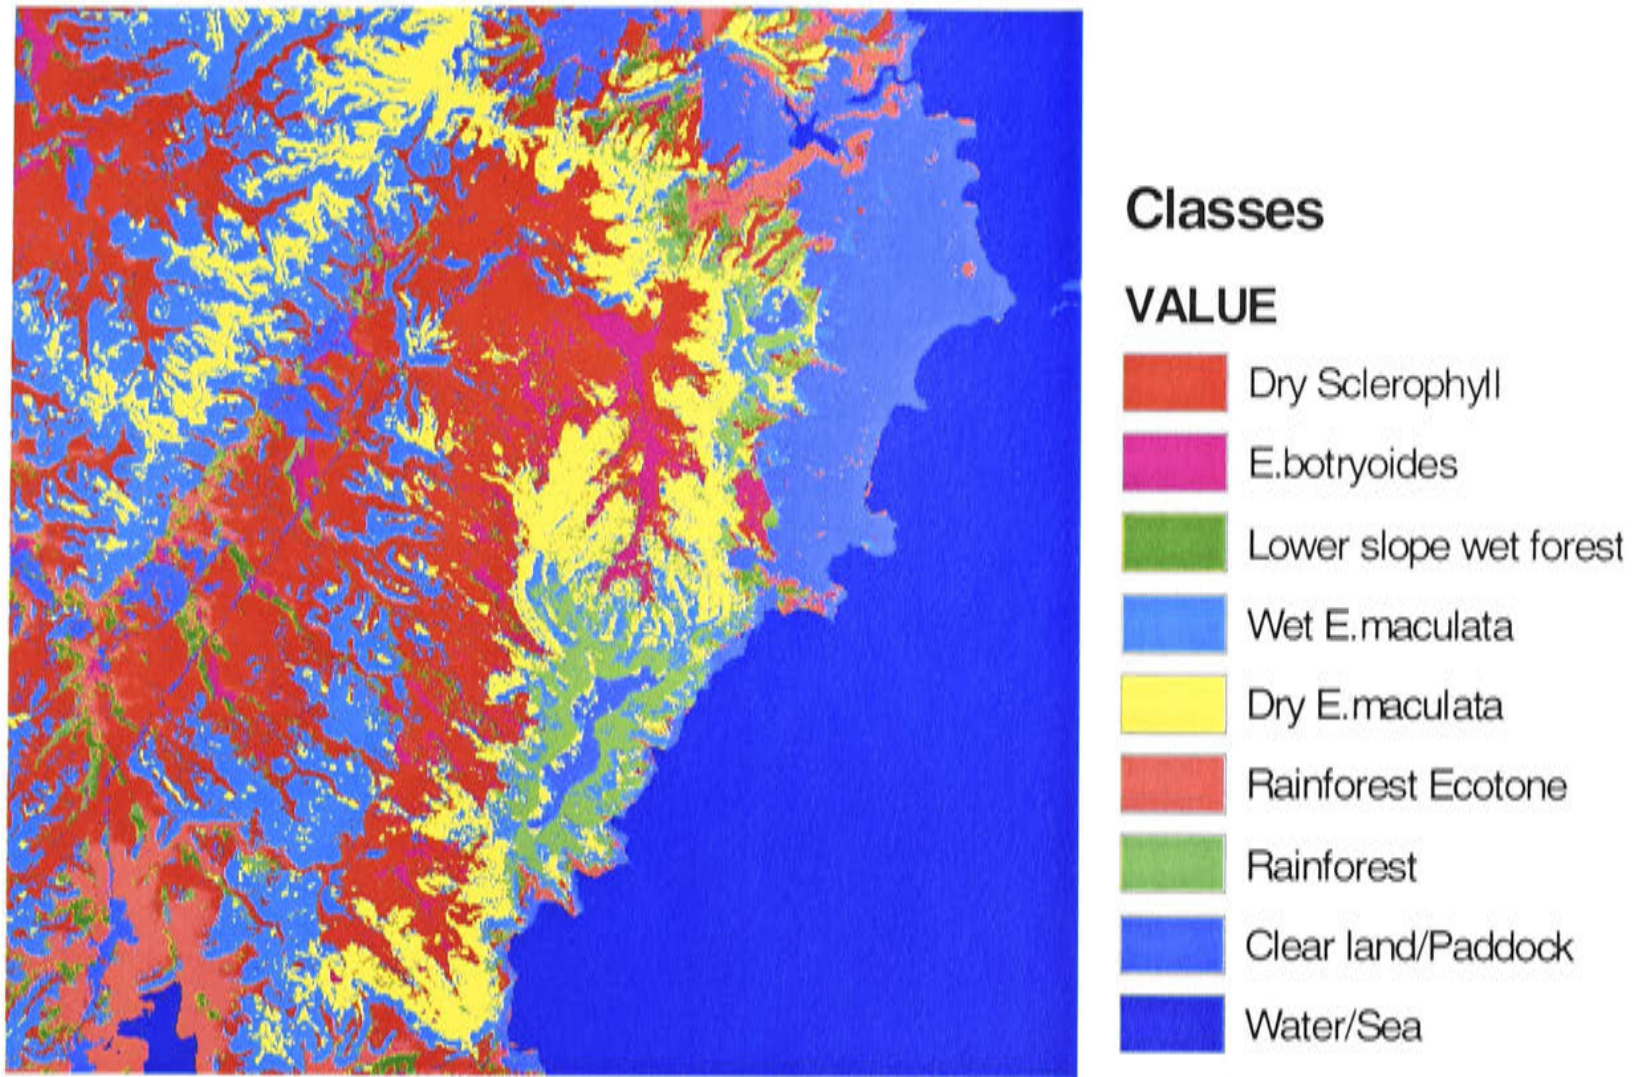 Classes
VALUE
Dry Sclerophyll
E.botryoides
Lower slope wet forest
Wet E.maculata
Dry E.maculata
Rainforest Ecotone
Rainforest
Clear land/Paddock
Water/Sea